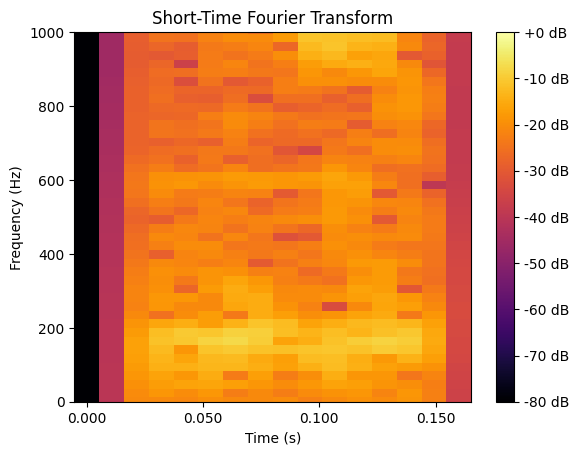 Short-Time Fourier Transform
1000
800
600
400
200
0
Frequency (Hz)
0.000
0.050
0.100
0.150
Time (s)
+0 dB
-10 dB
-20 dB
-30 dB
-40 dB
-50 dB
-60 dB
-70 dB
-80 dB